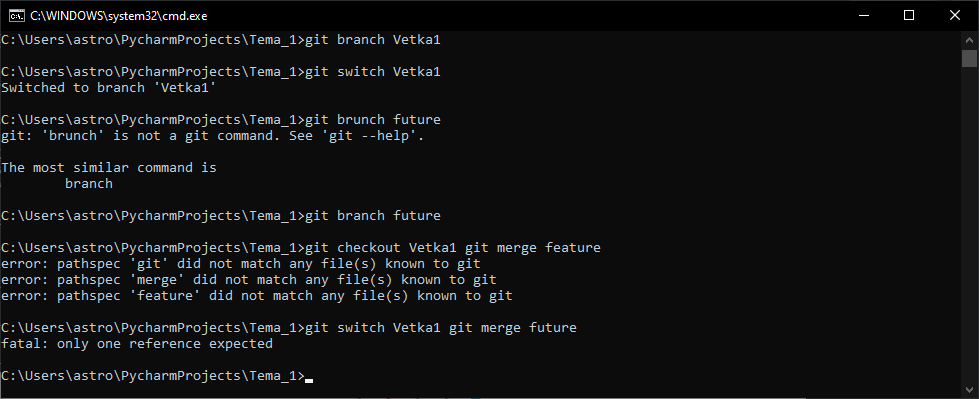 C:\WINDOWS\system32\cmd.exe
C:\Users\astro\PycharmProjects\Tema_1>git branch Vetka1
C:\Users\astro\PycharmProjects\Tema_1>git switch Vetka1
Switched to branch 'Vetka1'
C:\Users\astro\PycharmProjects\Tema_1>git brunch future
git: 'brunch' is not a git command. See 'git --help'.
The most similar command is
branch
C:\Users\astro\PycharmProjects\Tema_1>git branch future
C:\Users\astro\PycharmProjects\Tema_1>git checkout Vetka1 git merge feature
error: pathspec 'git' did not match any file(s) known to git
error: pathspec 'merge' did not match any file(s) known to git
error: pathspec 'feature' did not match any file(s) known to git
C:\Users\astro\PycharmProjects\Tema_1>git switch Vetka1 git merge future
fatal: only one reference expected
C:\Users\astro\PycharmProjects\Tema_1>